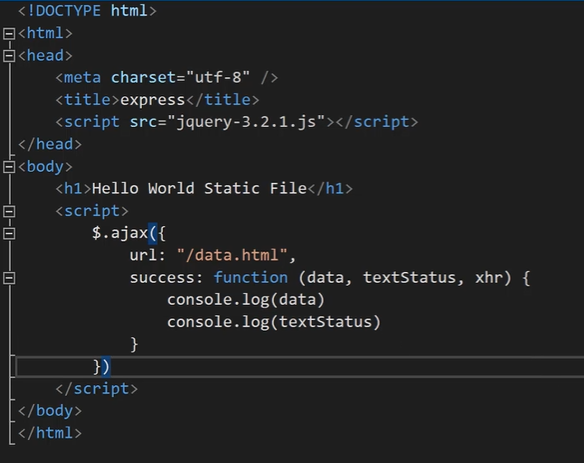 <!DOCTYPE html>
<html>
<head>
    <meta charset="utf-8" />
    <title>express</title>
    <script src="jquery-3.2.1.js"></script>
</head>
<body>
    <h1>Hello World Static File</h1>
    <script>
        $.ajax({
            url: "/data.html",
            success: function (data, textStatus, xhr) {
                console.log(data)
                console.log(textStatus)
            }
        })
    </script>
</body>
</html>